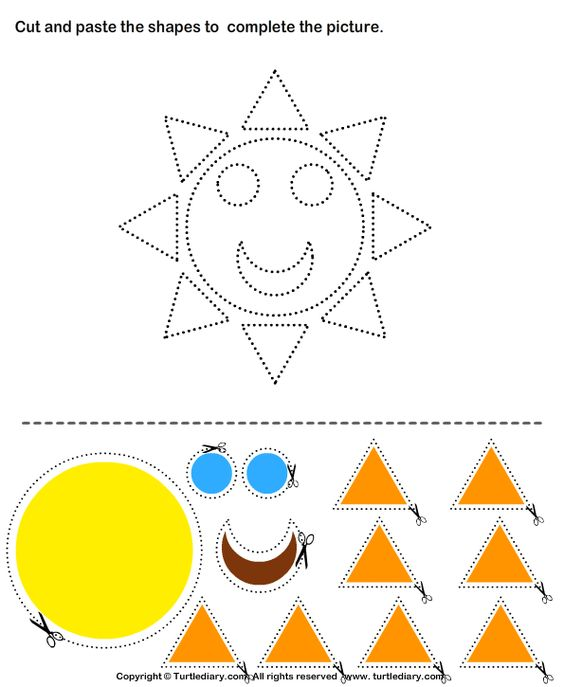 Cut and paste the shapes to complete the picture.
Copyright © Turtlediary.com All rights reserved www. turtlediary.com